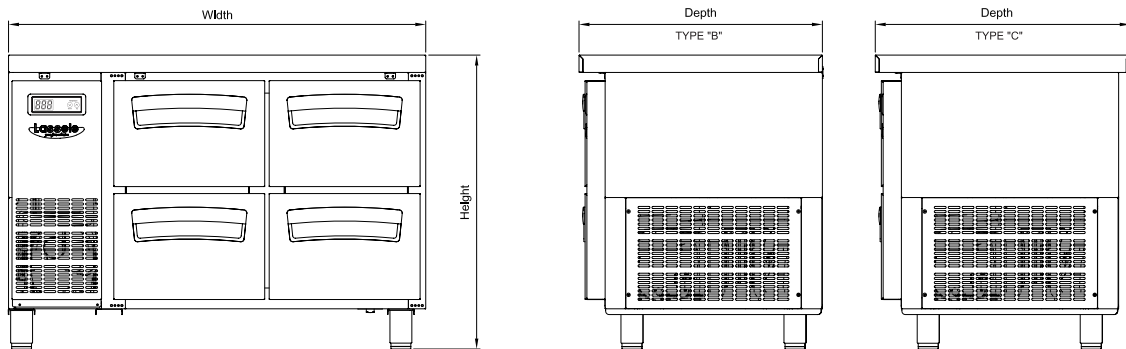 Width
Depth
TYPE "B"
Depth
TYPE "C"
Height
888
Lassele